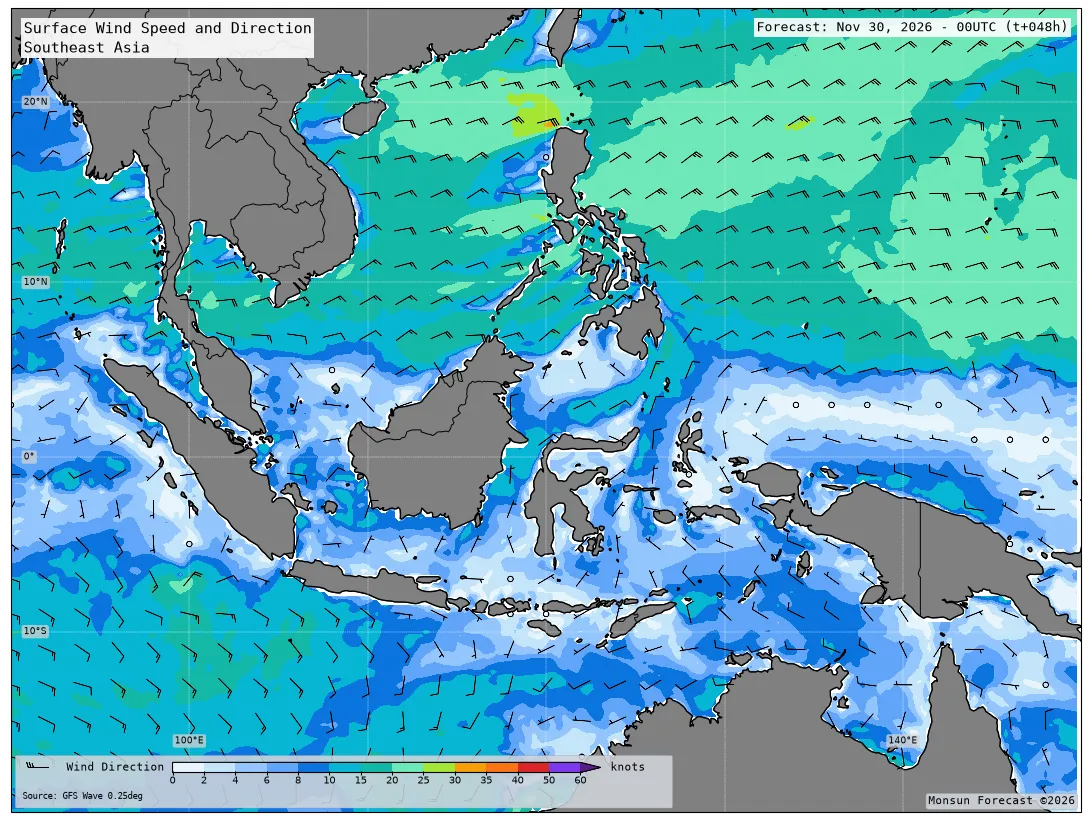 Surface Wind Speed and Direction
Southeast Asia
Forecast: Nov 30, 2026 - 00UTC (t+048h)
20°N
10°N
0°
10°S
100°E
140°E
Wind Direction
knots
0 2 4 6 8 10 15 20 25 30 35 40 50 60
Source: GFS Wave 0.25deg
Monsun Forecast ©2026